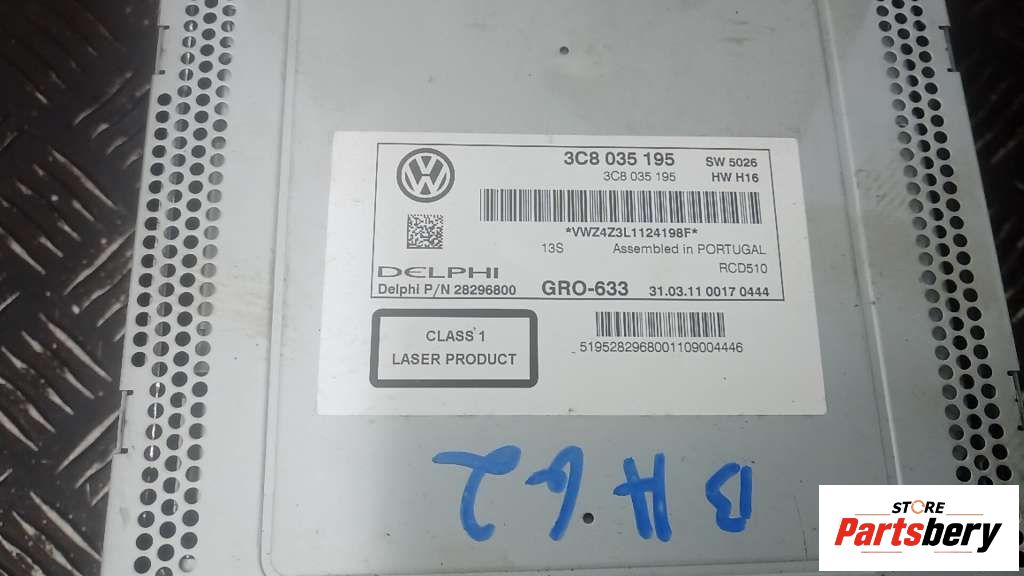 3C8 035 195 SW 5026
3C8 035 195 HW H16
*VWZ4Z3L1124198F*
13S Assembled in PORTUGAL
RCD510
DELPHI
Delphi P/N 28296800 GRO-633 31.03.11 0017 0444
CLASS 1
LASER PRODUCT
5195282968001109004446
BH62
STORE
Partsbery